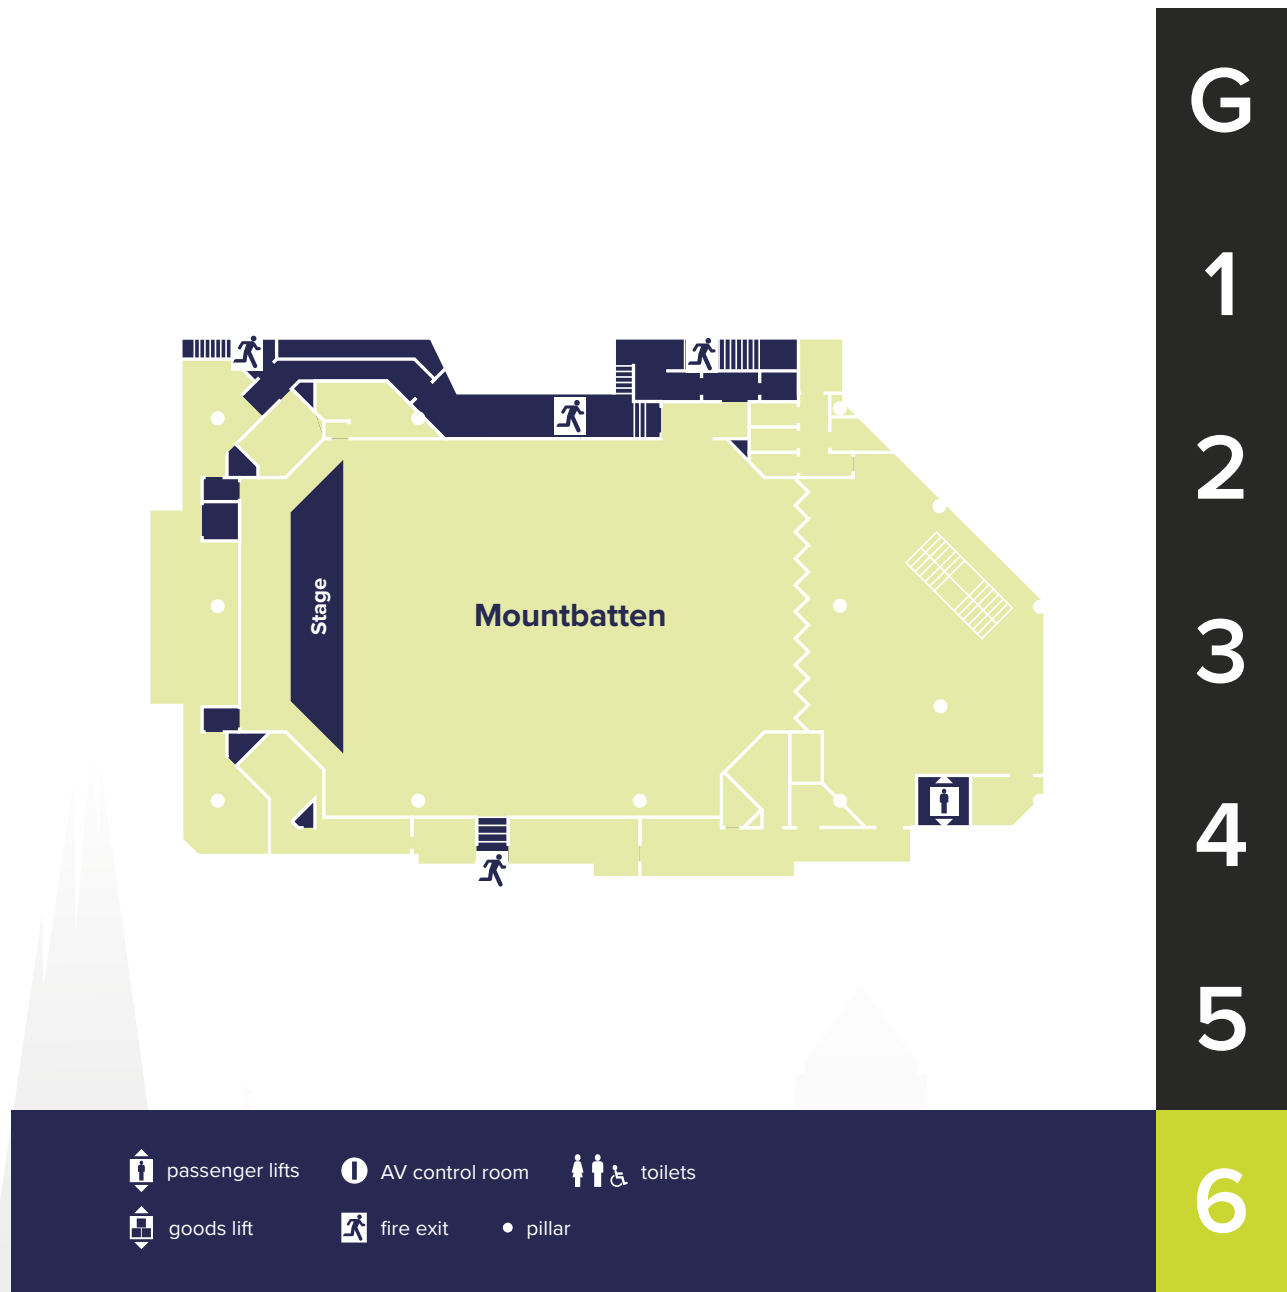 G
1
2
3
4
5
6
Stage
Mountbatten
passenger lifts
AV control room
toilets
goods lift
fire exit
pillar